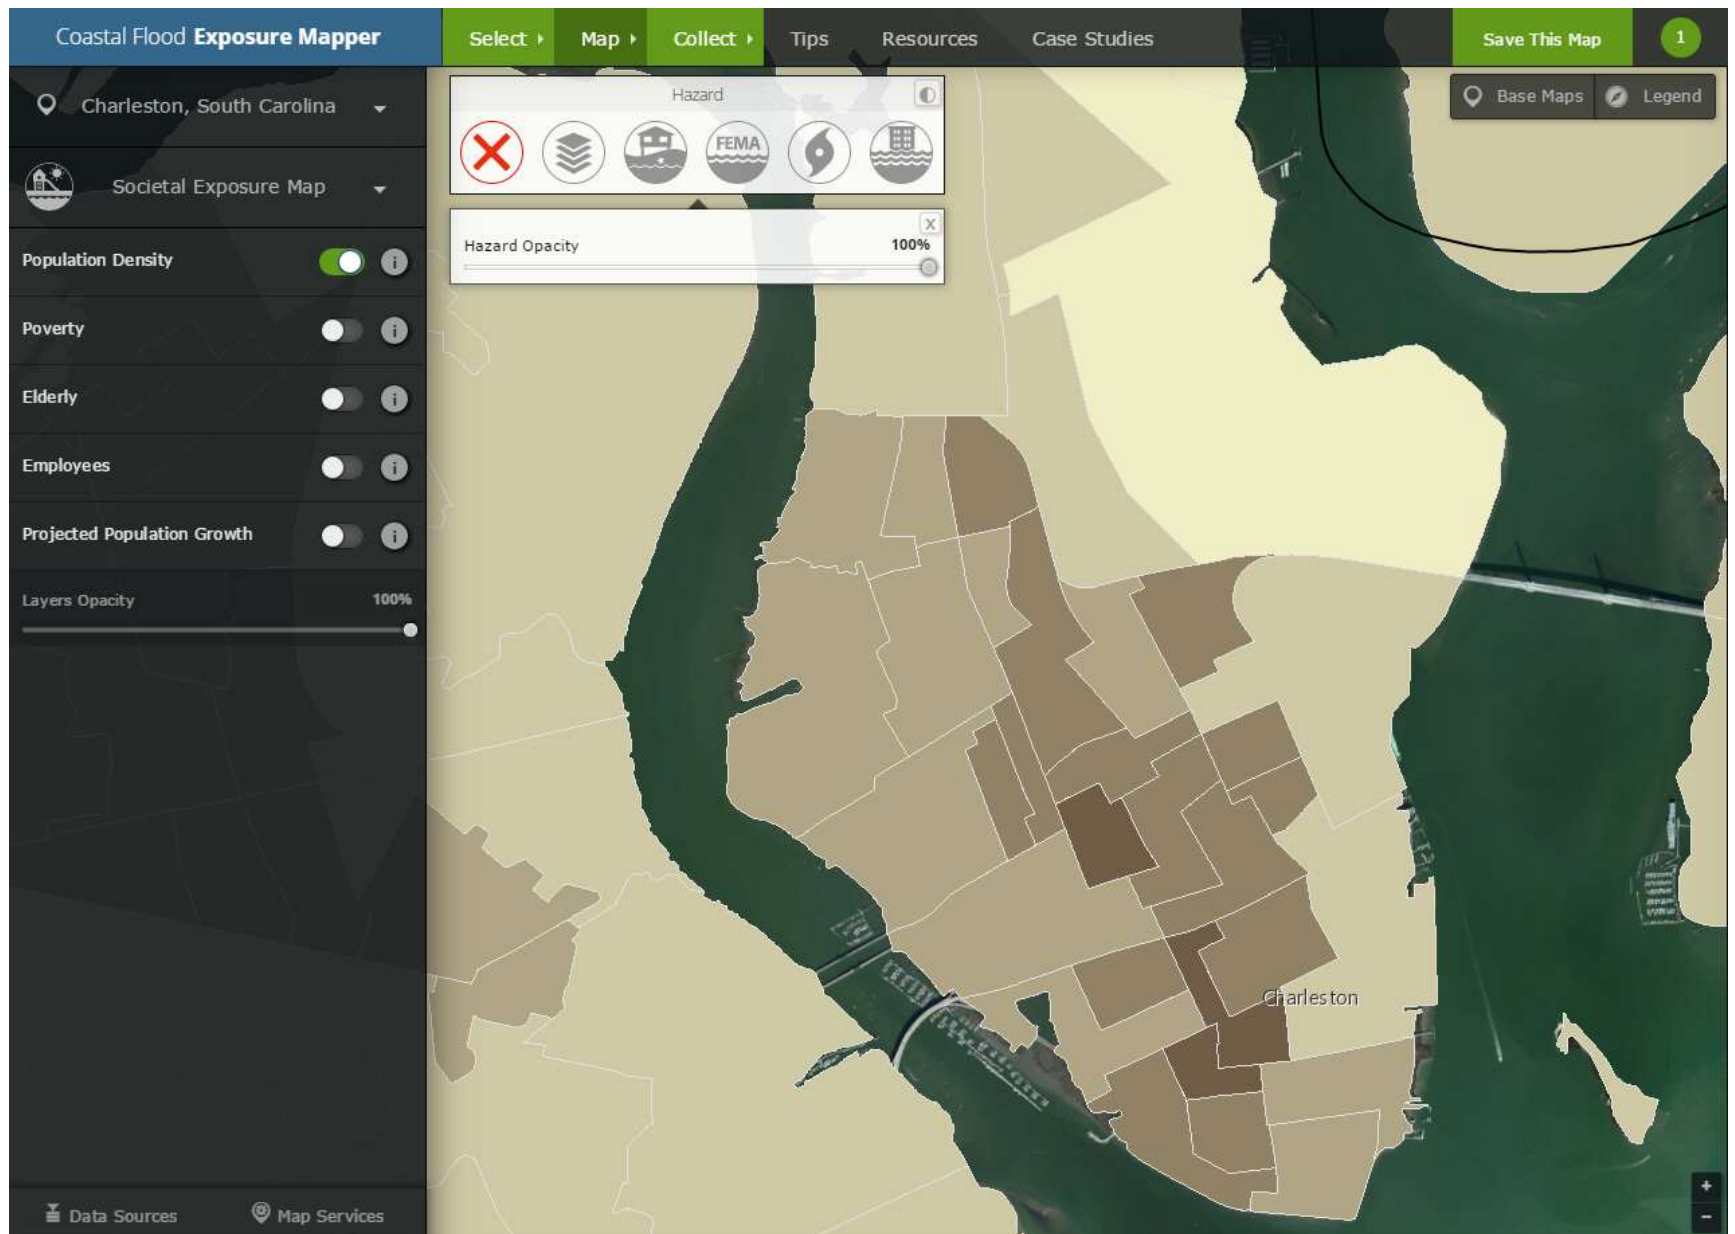 Coastal Flood Exposure Mapper
Select
Map
Collect
Tips
Resources
Case Studies
Save This Map
1
Charleston, South Carolina
Societal Exposure Map
Population Density
i
Poverty
i
Elderly
i
Employees
i
Projected Population Growth
i
Layers Opacity
100%
Data Sources
Map Services
Hazard
FEMA
X
Hazard Opacity
100%
Base Maps
Legend
Charleston
+
−